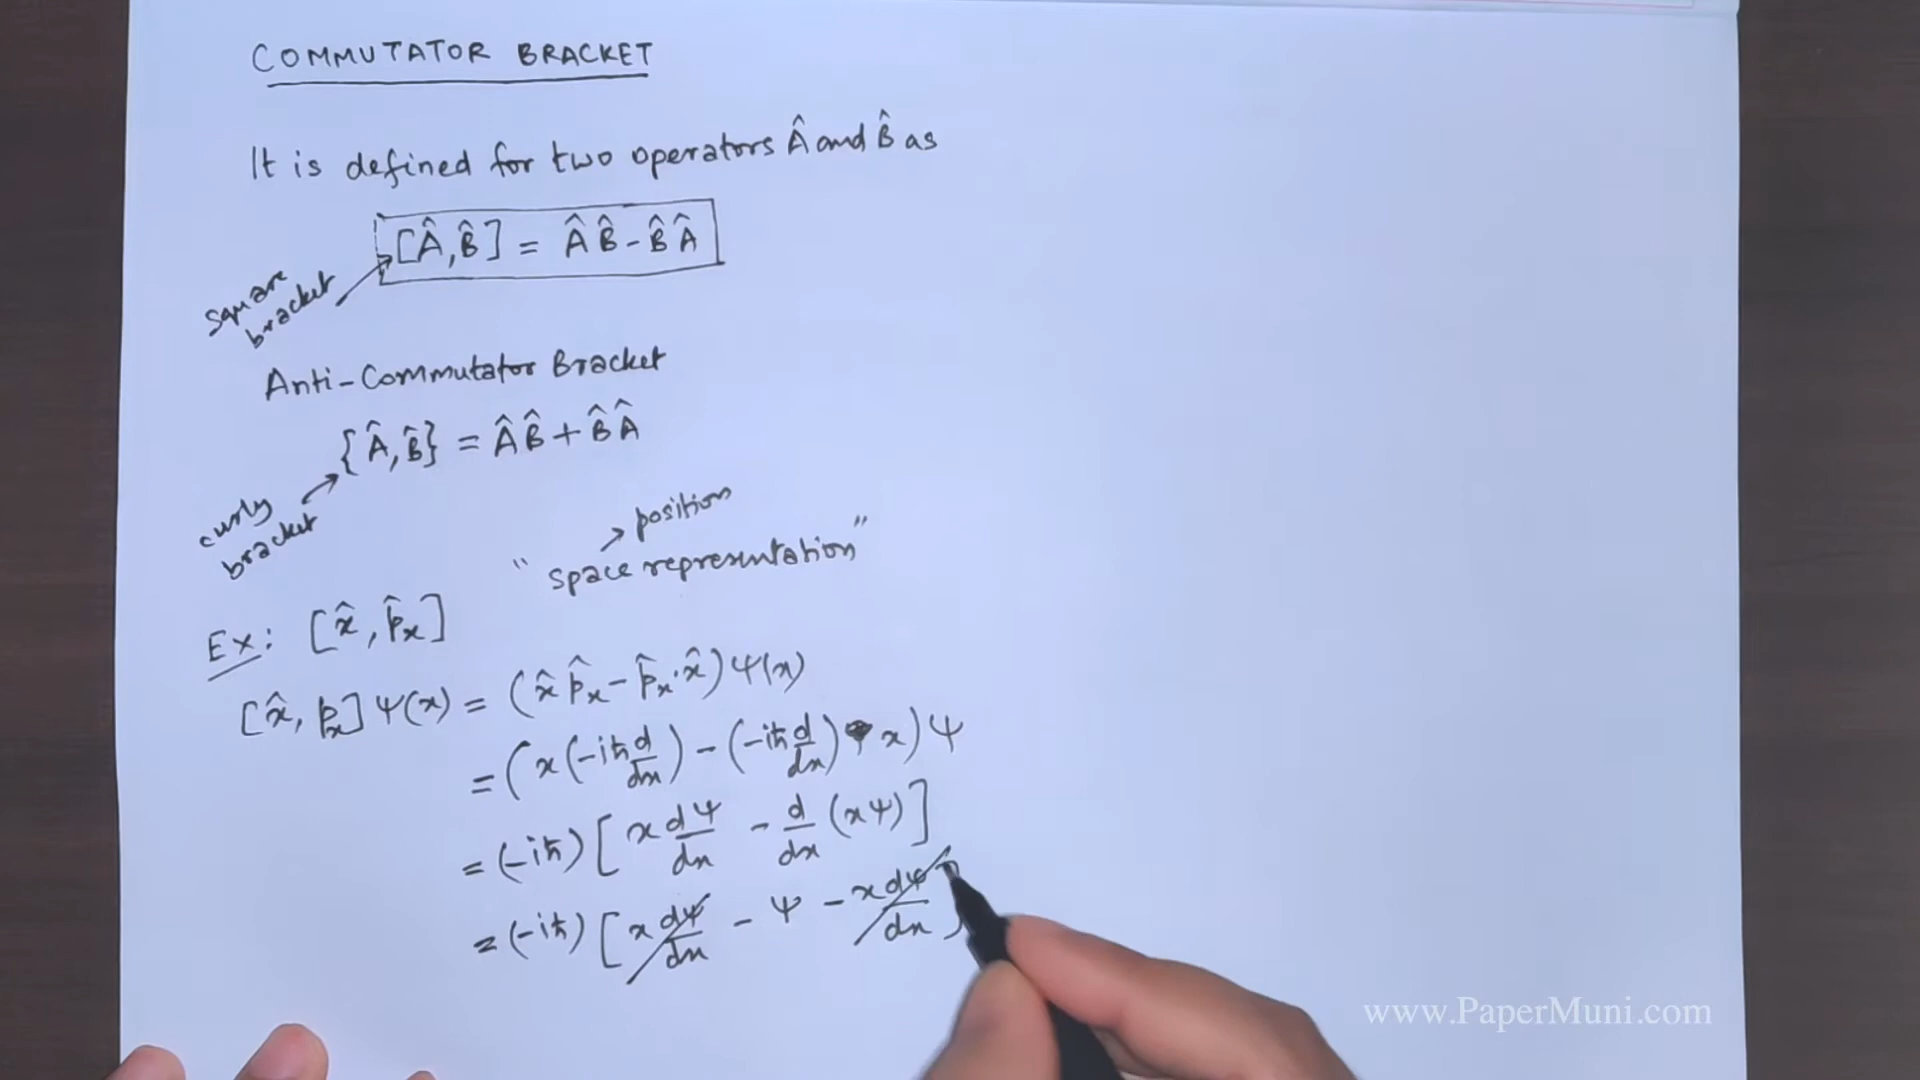 COMMUTATOR BRACKET
It is defined for two operators Â and B̂ as
[Â,B̂] = ÂB̂-B̂Â
square
bracket
Anti-Commutator Bracket
{Â,B̂} = ÂB̂+B̂Â
curly
bracket
position
"space representation"
Ex: [x̂,p̂ₓ]
[x̂,pₓ]Ψ(x) = (x̂p̂ₓ-p̂ₓ.x̂)Ψ(x)
= (x(-iħ d/dx) - (-iħ d/dx) x)Ψ
= (-iħ)[x dΨ/dx - d/dx (xΨ)]
= (-iħ)[x dΨ/dx - Ψ - x dΨ/dx]
www.PaperMuni.com